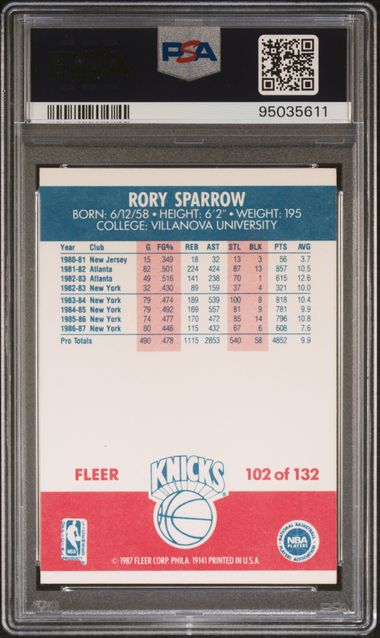 PSA
95035611
RORY SPARROW
BORN: 6/12/58 • HEIGHT: 6'2" • WEIGHT: 195
COLLEGE: VILLANOVA UNIVERSITY
Year Club G FG% REB AST STL BLK PTS AVG
1980-81 New Jersey 15 .349 18 32 13 3 56 3.7
1981-82 Atlanta 82 .501 224 424 87 13 857 10.5
1982-83 Atlanta 49 .516 141 238 70 1 615 12.6
1982-83 New York 32 .430 89 159 37 4 321 10.0
1983-84 New York 79 .474 189 539 100 8 818 10.4
1984-85 New York 79 .492 169 557 81 9 781 9.9
1985-86 New York 74 .477 170 472 85 14 796 10.8
1986-87 New York 80 .446 115 432 67 6 608 7.6
Pro Totals 490 .478 1115 2853 540 58 4852 9.9
FLEER KNICKS 102 of 132
NATIONAL BASKETBALL
NBA
PLAYERS
ASSOCIATION
© 1987 FLEER CORP. PHILA. 19141 PRINTED IN U.S.A.